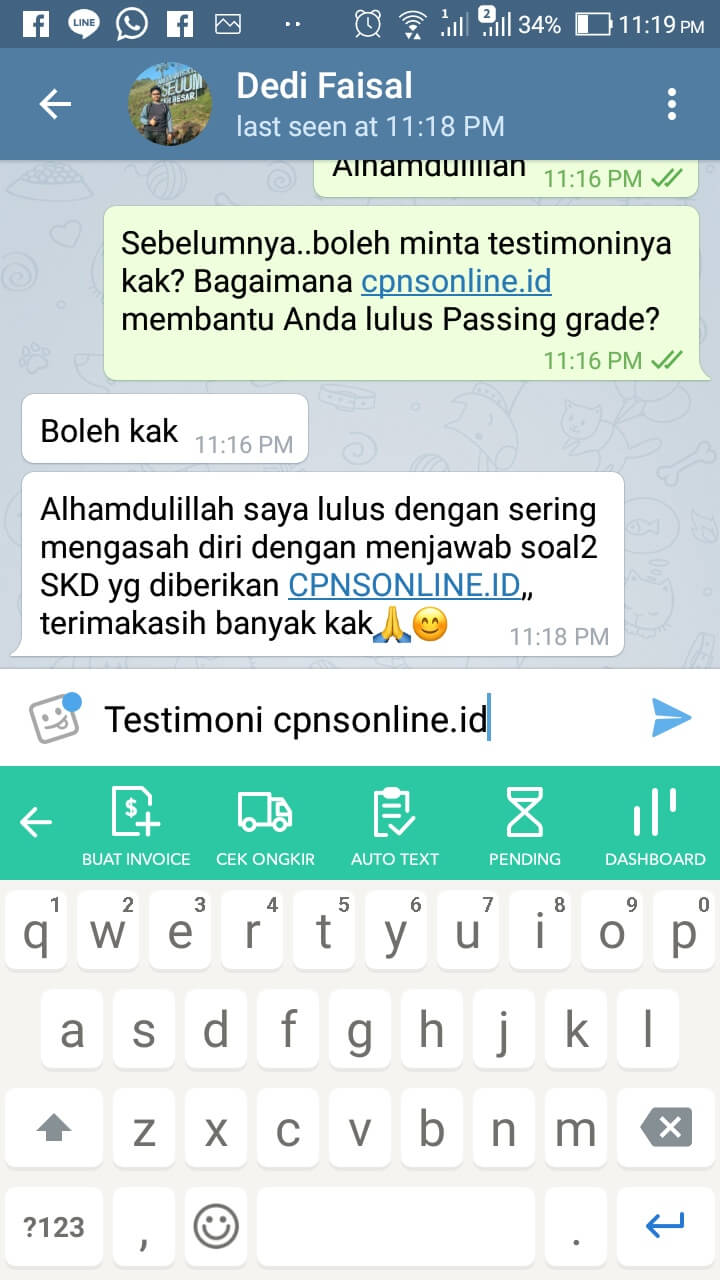 LINE
1
2
34%
11:19 PM
Dedi Faisal
last seen at 11:18 PM
Alhamdulillah 11:16 PM
Sebelumnya..boleh minta testimoninya
kak? Bagaimana cpnsonline.id
membantu Anda lulus Passing grade?
11:16 PM
Boleh kak 11:16 PM
Alhamdulillah saya lulus dengan sering
mengasah diri dengan menjawab soal2
SKD yg diberikan CPNSONLINE.ID,,
terimakasih banyak kak🙏😊 11:18 PM
Testimoni cpnsonline.id
BUAT INVOICE CEK ONGKIR AUTO TEXT PENDING DASHBOARD
1 2 3 4 5 6 7 8 9 0
q w e r t y u i o p
a s d f g h j k l
z x c v b n m
?123 , .